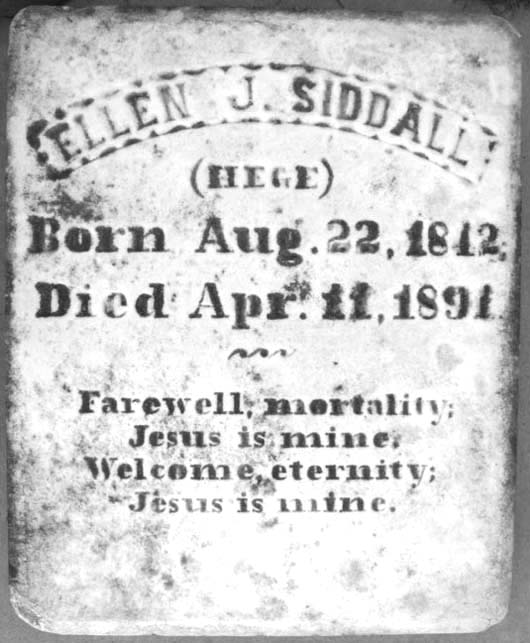 ELLEN J. SIDDALL
(HEGE)
Born Aug. 22, 1842;
Died Apr. 11, 1891.
Farewell, mortality;
Jesus is mine.
Welcome, eternity;
Jesus is mine.